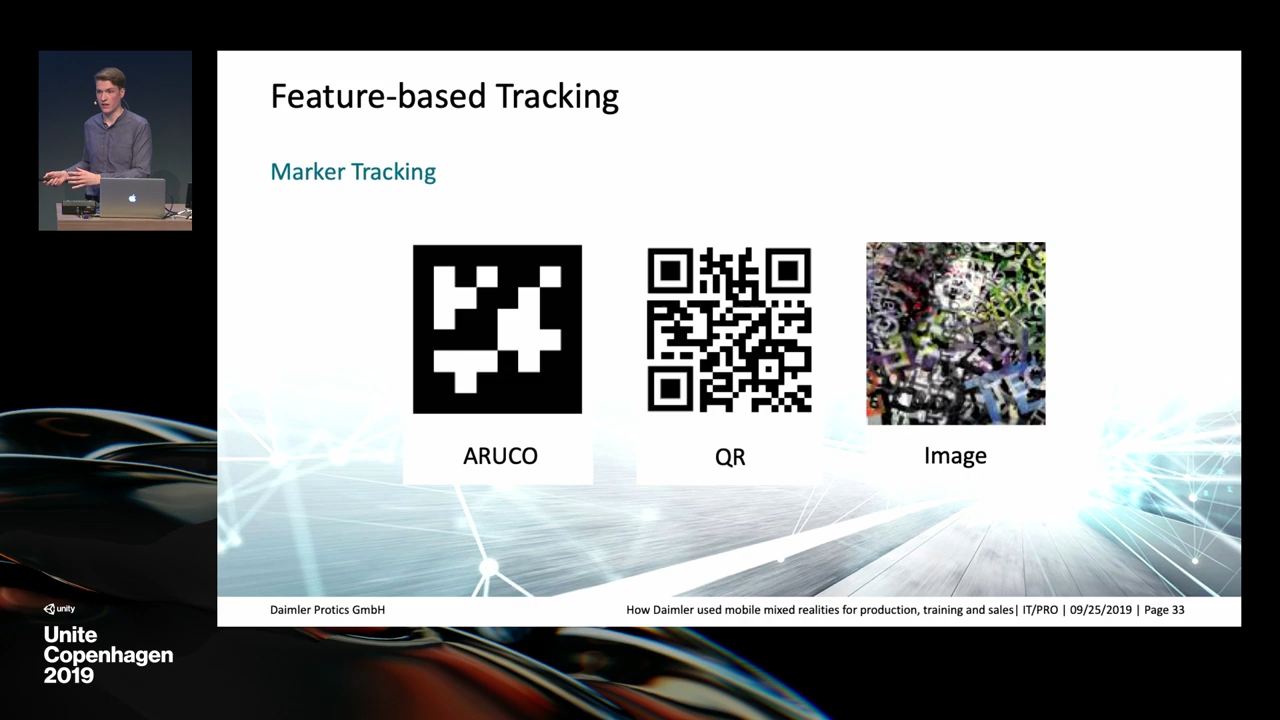 Feature-based Tracking
Marker Tracking
ARUCO
QR
Image
Daimler Protics GmbH
How Daimler used mobile mixed realities for production, training and sales| IT/PRO | 09/25/2019 | Page 33
unity
Unite
Copenhagen
2019